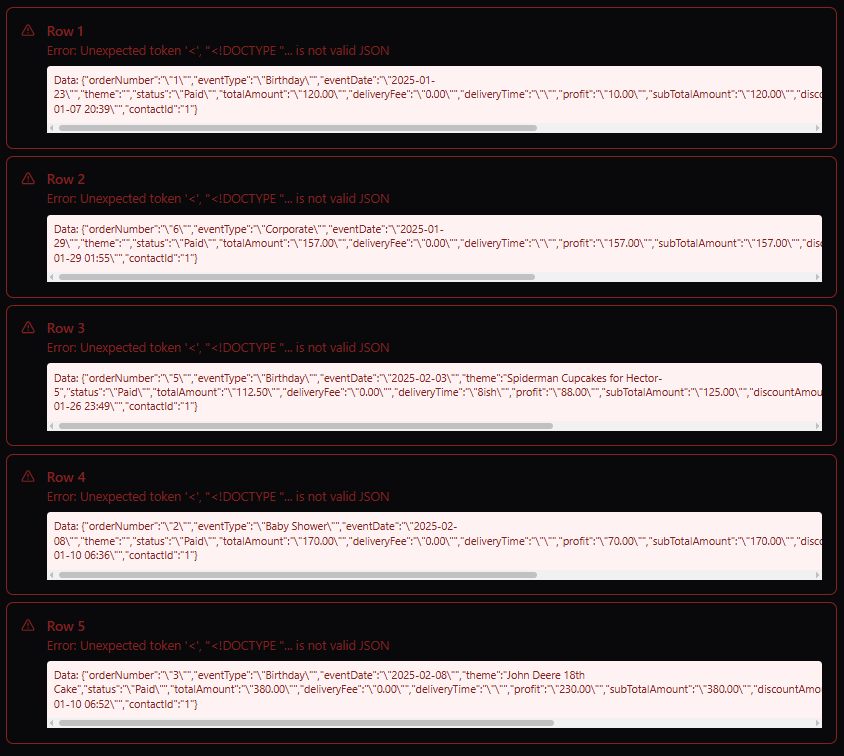 Row 1
Error: Unexpected token '<', "<!DOCTYPE "... is not valid JSON
Data: {"orderNumber":"\"1\"","eventType":"\"Birthday\"","eventDate":"\"2025-01-
23\"","theme":"","status":"\"Paid\"","totalAmount":"\"120.00\"","deliveryFee":"\"0.00\"","deliveryTime":"\"\"","profit":"\"10.00\"","subTotalAmount":"\"120.00\"","disco
01-07 20:39\"","contactId":"1"}
Row 2
Error: Unexpected token '<', "<!DOCTYPE "... is not valid JSON
Data: {"orderNumber":"\"6\"","eventType":"\"Corporate\"","eventDate":"\"2025-01-
29\"","theme":"","status":"\"Paid\"","totalAmount":"\"157.00\"","deliveryFee":"\"0.00\"","deliveryTime":"\"\"","profit":"\"157.00\"","subTotalAmount":"\"157.00\"","disc
01-29 01:55\"","contactId":"1"}
Row 3
Error: Unexpected token '<', "<!DOCTYPE "... is not valid JSON
Data: {"orderNumber":"\"5\"","eventType":"\"Birthday\"","eventDate":"\"2025-02-03\"","theme":"Spiderman Cupcakes for Hector-
5","status":"\"Paid\"","totalAmount":"\"112.50\"","deliveryFee":"\"0.00\"","deliveryTime":"\"8ish\"","profit":"\"88.00\"","subTotalAmount":"\"125.00\"","discountAmou
01-26 23:49\"","contactId":"1"}
Row 4
Error: Unexpected token '<', "<!DOCTYPE "... is not valid JSON
Data: {"orderNumber":"\"2\"","eventType":"\"Baby Shower\"","eventDate":"\"2025-02-
08\"","theme":"","status":"\"Paid\"","totalAmount":"\"170.00\"","deliveryFee":"\"0.00\"","deliveryTime":"\"\"","profit":"\"70.00\"","subTotalAmount":"\"170.00\"","disco
01-10 06:36\"","contactId":"1"}
Row 5
Error: Unexpected token '<', "<!DOCTYPE "... is not valid JSON
Data: {"orderNumber":"\"3\"","eventType":"\"Birthday\"","eventDate":"\"2025-02-08\"","theme":"John Deere 18th
Cake","status":"\"Paid\"","totalAmount":"\"380.00\"","deliveryFee":"\"0.00\"","deliveryTime":"\"\"","profit":"\"230.00\"","subTotalAmount":"\"380.00\"","discountAmo
01-10 06:52\"","contactId":"1"}